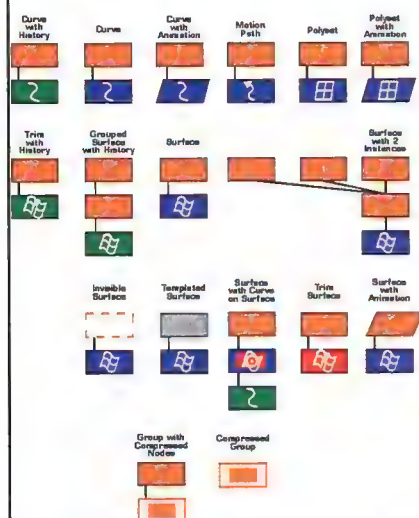 Curve with History
Curve
Curve with Animation
Motion Path
Polyset
Polyset with Animation
Trim with History
Grouped Surface with History
Surface
Surface with 2 Instances
Invisible Surface
Templated Surface
Surface with Curve on Surface
Trim Surface
Surface with Animation
Group with Compressed Nodes
Compressed Group